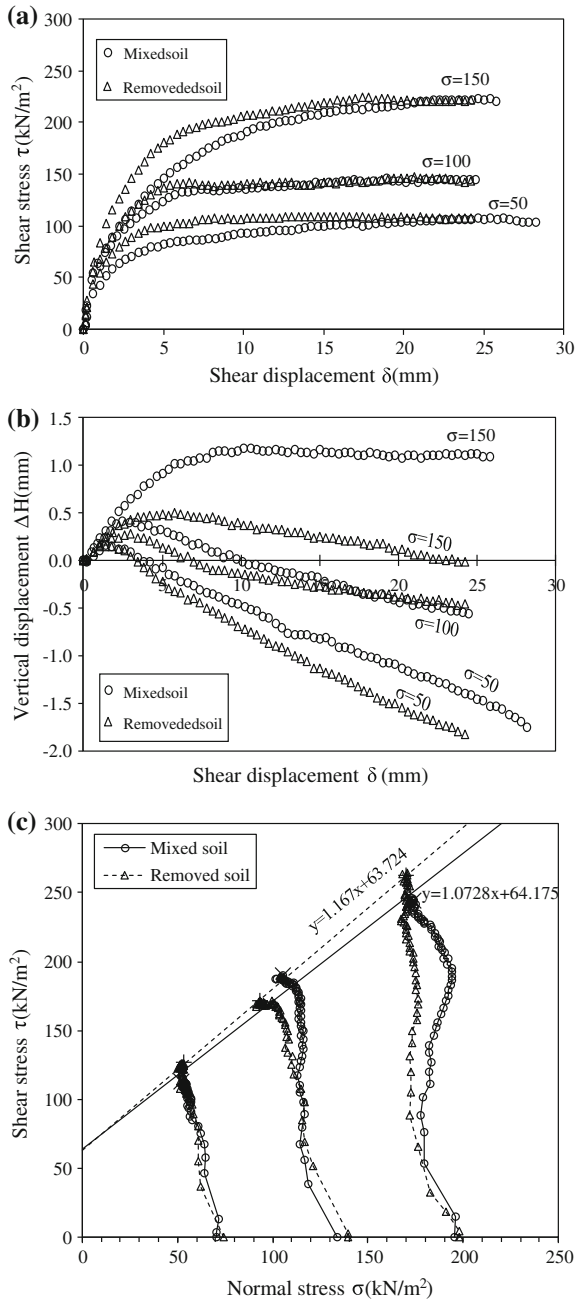 (a)
300
250
200
150
100
50
0
Shear stress τ(kN/m²)
Mixedsoil
Removededsoil
σ=150
σ=100
σ=50
0 5 10 15 20 25 30
Shear displacement δ(mm)
(b)
1.5
1.0
0.5
0.0
-0.5
-1.0
-1.5
-2.0
Vertical displacement ΔH(mm)
σ=150
σ=150
0 5 10 15 20 25 30
σ=100
σ=50
σ=50
Mixedsoil
Removededsoil
Shear displacement δ (mm)
(c)
300
250
200
150
100
50
0
Shear stress τ(kN/m²)
Mixed soil
Removed soil
y=1.167x+63.724
y=1.0728x+64.175
0 50 100 150 200 250
Normal stress σ(kN/m²)